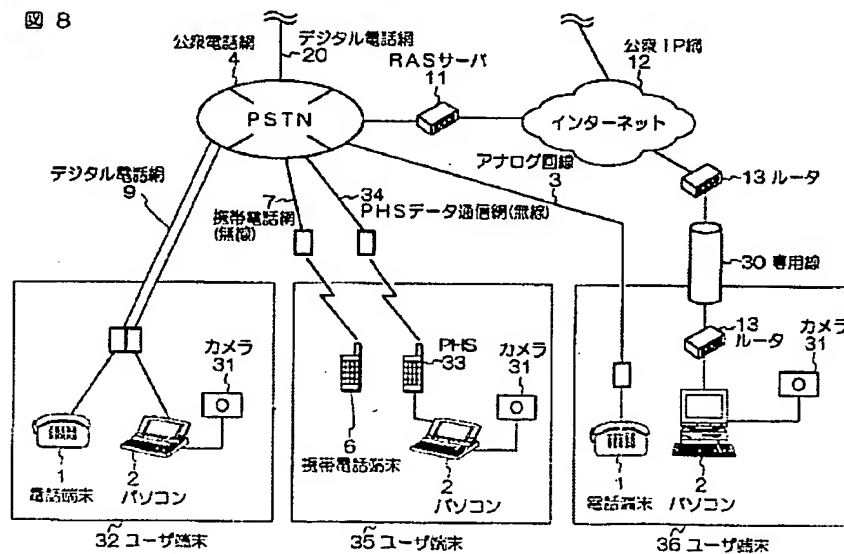 図 8
公衆電話網
4
デジタル電話網
20
RASサーバ
11
公衆IP網
12
PSTN
インターネット
デジタル電話網
9
7
携帯電話網
(無線)
34
PHSデータ通信網(無線)
アナログ回線
3
13 ルータ
30 専用線
カメラ
31
PHS
33
カメラ
31
13
ルータ
カメラ
31
1
電話端末
2
パソコン
6
携帯電話端末
2
パソコン
1
電話端末
2
パソコン
32 ユーザ端末
35 ユーザ端末
36 ユーザ端末